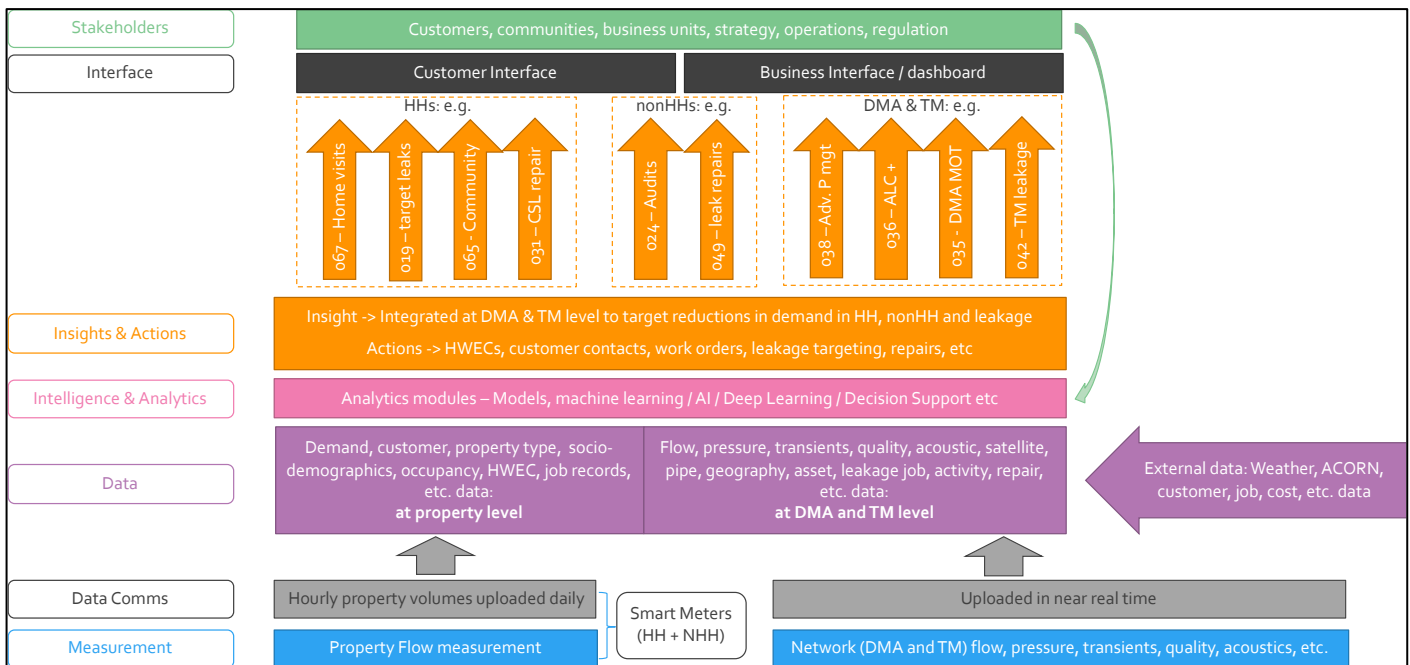 Stakeholders
Customers, communities, business units, strategy, operations, regulation
Interface
Customer Interface
Business Interface / dashboard
HHs: e.g.
nonHHs: e.g.
DMA & TM: e.g.
067 – Home visits
019 – target leaks
065 - Community
031 – CSL repair
024 – Audits
049 – leak repairs
038 –Adv. P mgt
036 – ALC +
035 - DMA MOT
042 – TM leakage
Insights & Actions
Insight -> Integrated at DMA & TM level to target reductions in demand in HH, nonHH and leakage
Actions -> HWECs, customer contacts, work orders, leakage targeting, repairs, etc
Intelligence & Analytics
Analytics modules – Models, machine learning / AI / Deep Learning / Decision Support etc
Data
Demand, customer, property type, socio-
demographics, occupancy, HWEC, job records,
etc. data:
at property level
Flow, pressure, transients, quality, acoustic, satellite,
pipe, geography, asset, leakage job, activity, repair,
etc. data:
at DMA and TM level
External data: Weather, ACORN,
customer, job, cost, etc. data
Data Comms
Hourly property volumes uploaded daily
Smart Meters
(HH + NHH)
Uploaded in near real time
Measurement
Property Flow measurement
Network (DMA and TM) flow, pressure, transients, quality, acoustics, etc.